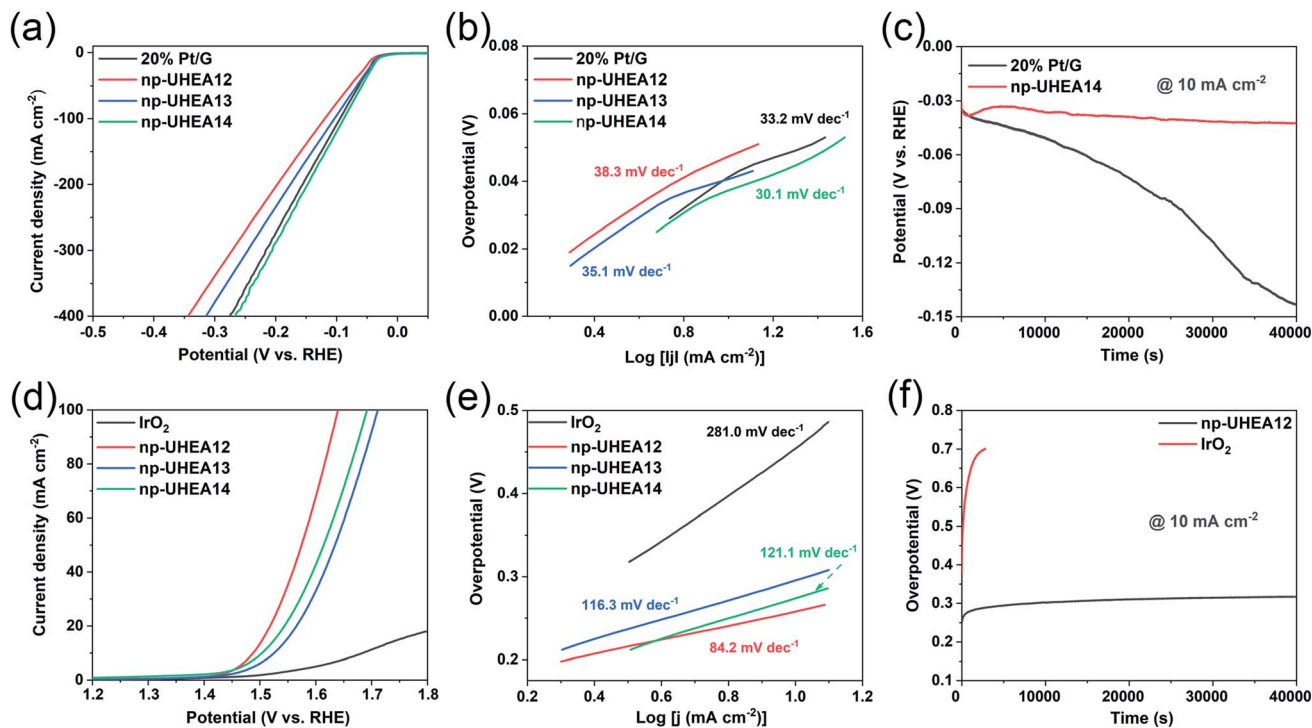 (a)
20% Pt/G
np-UHEA12
np-UHEA13
np-UHEA14
0
-100
-200
-300
-400
-0.5 -0.4 -0.3 -0.2 -0.1 0.0
Current density (mA cm⁻²)
Potential (V vs. RHE)
(b)
20% Pt/G
np-UHEA12
np-UHEA13
np-UHEA14
33.2 mV dec⁻¹
38.3 mV dec⁻¹
30.1 mV dec⁻¹
35.1 mV dec⁻¹
0.08
0.06
0.04
0.02
0.00
0.4 0.8 1.2 1.6
Overpotential (V)
Log [|j| (mA cm⁻²)]
(c)
20% Pt/G
np-UHEA14
@ 10 mA cm⁻²
0.00
-0.03
-0.06
-0.09
-0.12
-0.15
0 10000 20000 30000 40000
Potential (V vs. RHE)
Time (s)
(d)
IrO₂
np-UHEA12
np-UHEA13
np-UHEA14
100
80
60
40
20
0
1.2 1.3 1.4 1.5 1.6 1.7 1.8
Current density (mA cm⁻²)
Potential (V vs. RHE)
(e)
IrO₂
np-UHEA12
np-UHEA13
np-UHEA14
281.0 mV dec⁻¹
121.1 mV dec⁻¹
116.3 mV dec⁻¹
84.2 mV dec⁻¹
0.5
0.4
0.3
0.2
0.2 0.4 0.6 0.8 1.0 1.2
Overpotential (V)
Log [j (mA cm⁻²)]
(f)
np-UHEA12
IrO₂
@ 10 mA cm⁻²
0.8
0.7
0.6
0.5
0.4
0.3
0.2
0.1
0 10000 20000 30000 40000
Overpotential (V)
Time (s)